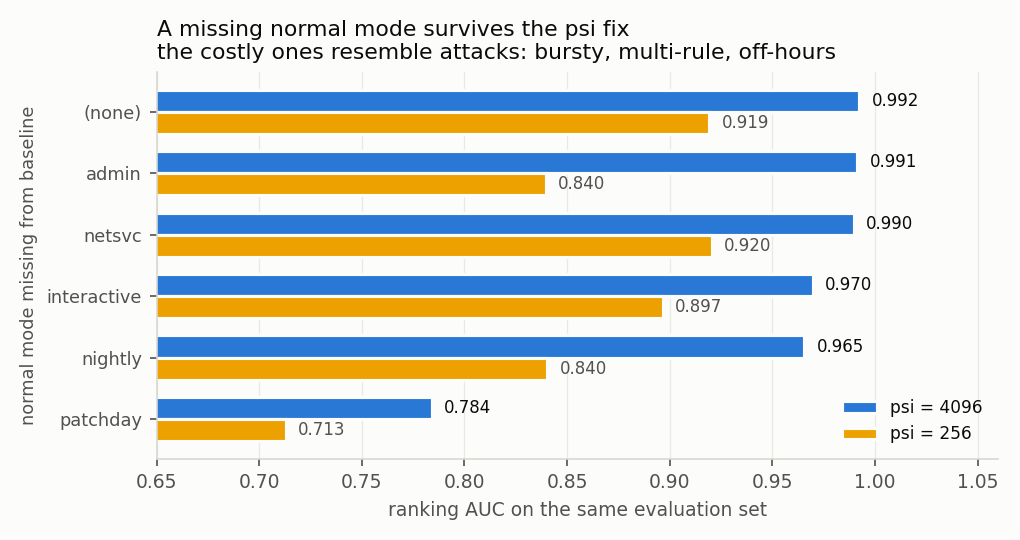 A missing normal mode survives the psi fix
the costly ones resemble attacks: bursty, multi-rule, off-hours
normal mode missing from baseline
(none)
0.992
0.919
admin
0.991
0.840
netsvc
0.990
0.920
interactive
0.970
0.897
nightly
0.965
0.840
patchday
0.784
0.713
psi = 4096
psi = 256
0.65 0.70 0.75 0.80 0.85 0.90 0.95 1.00 1.05
ranking AUC on the same evaluation set